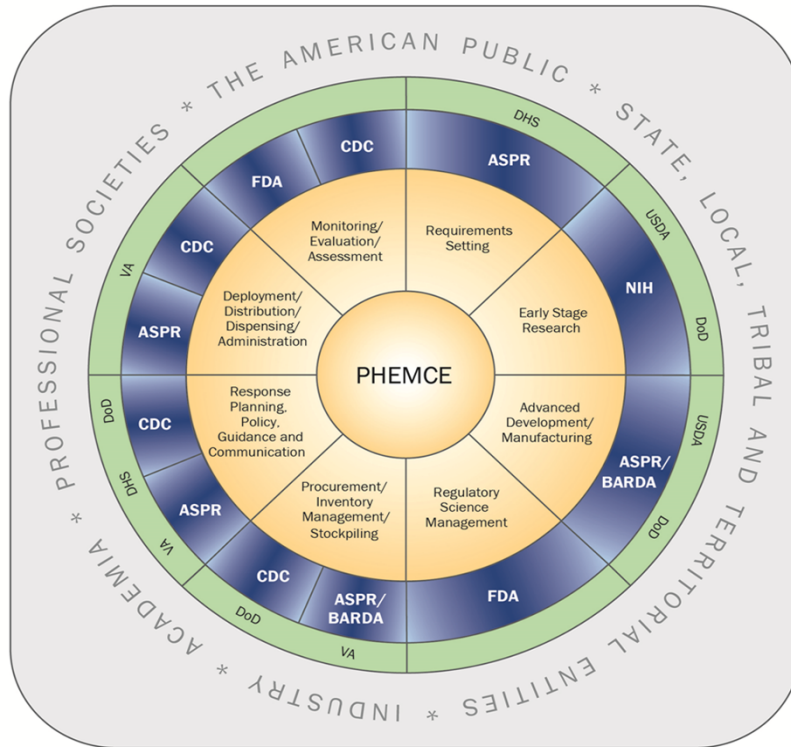 PROFESSIONAL SOCIETIES * THE AMERICAN PUBLIC * STATE, LOCAL, TRIBAL AND TERRITORIAL ENTITIES * INDUSTRY * ACADEMIA *
DHS
USDA
DoD
USDA
DoD
VA
DoD
VA
DHS
DoD
VA
ASPR
NIH
ASPR/
BARDA
FDA
ASPR/
BARDA
CDC
ASPR
CDC
ASPR
CDC
FDA
CDC
Requirements
Setting
Early Stage
Research
Advanced
Development/
Manufacturing
Regulatory
Science
Management
Procurement/
Inventory
Management/
Stockpiling
Response
Planning,
Policy,
Guidance and
Communication
Deployment/
Distribution/
Dispensing/
Administration
Monitoring/
Evaluation/
Assessment
PHEMCE